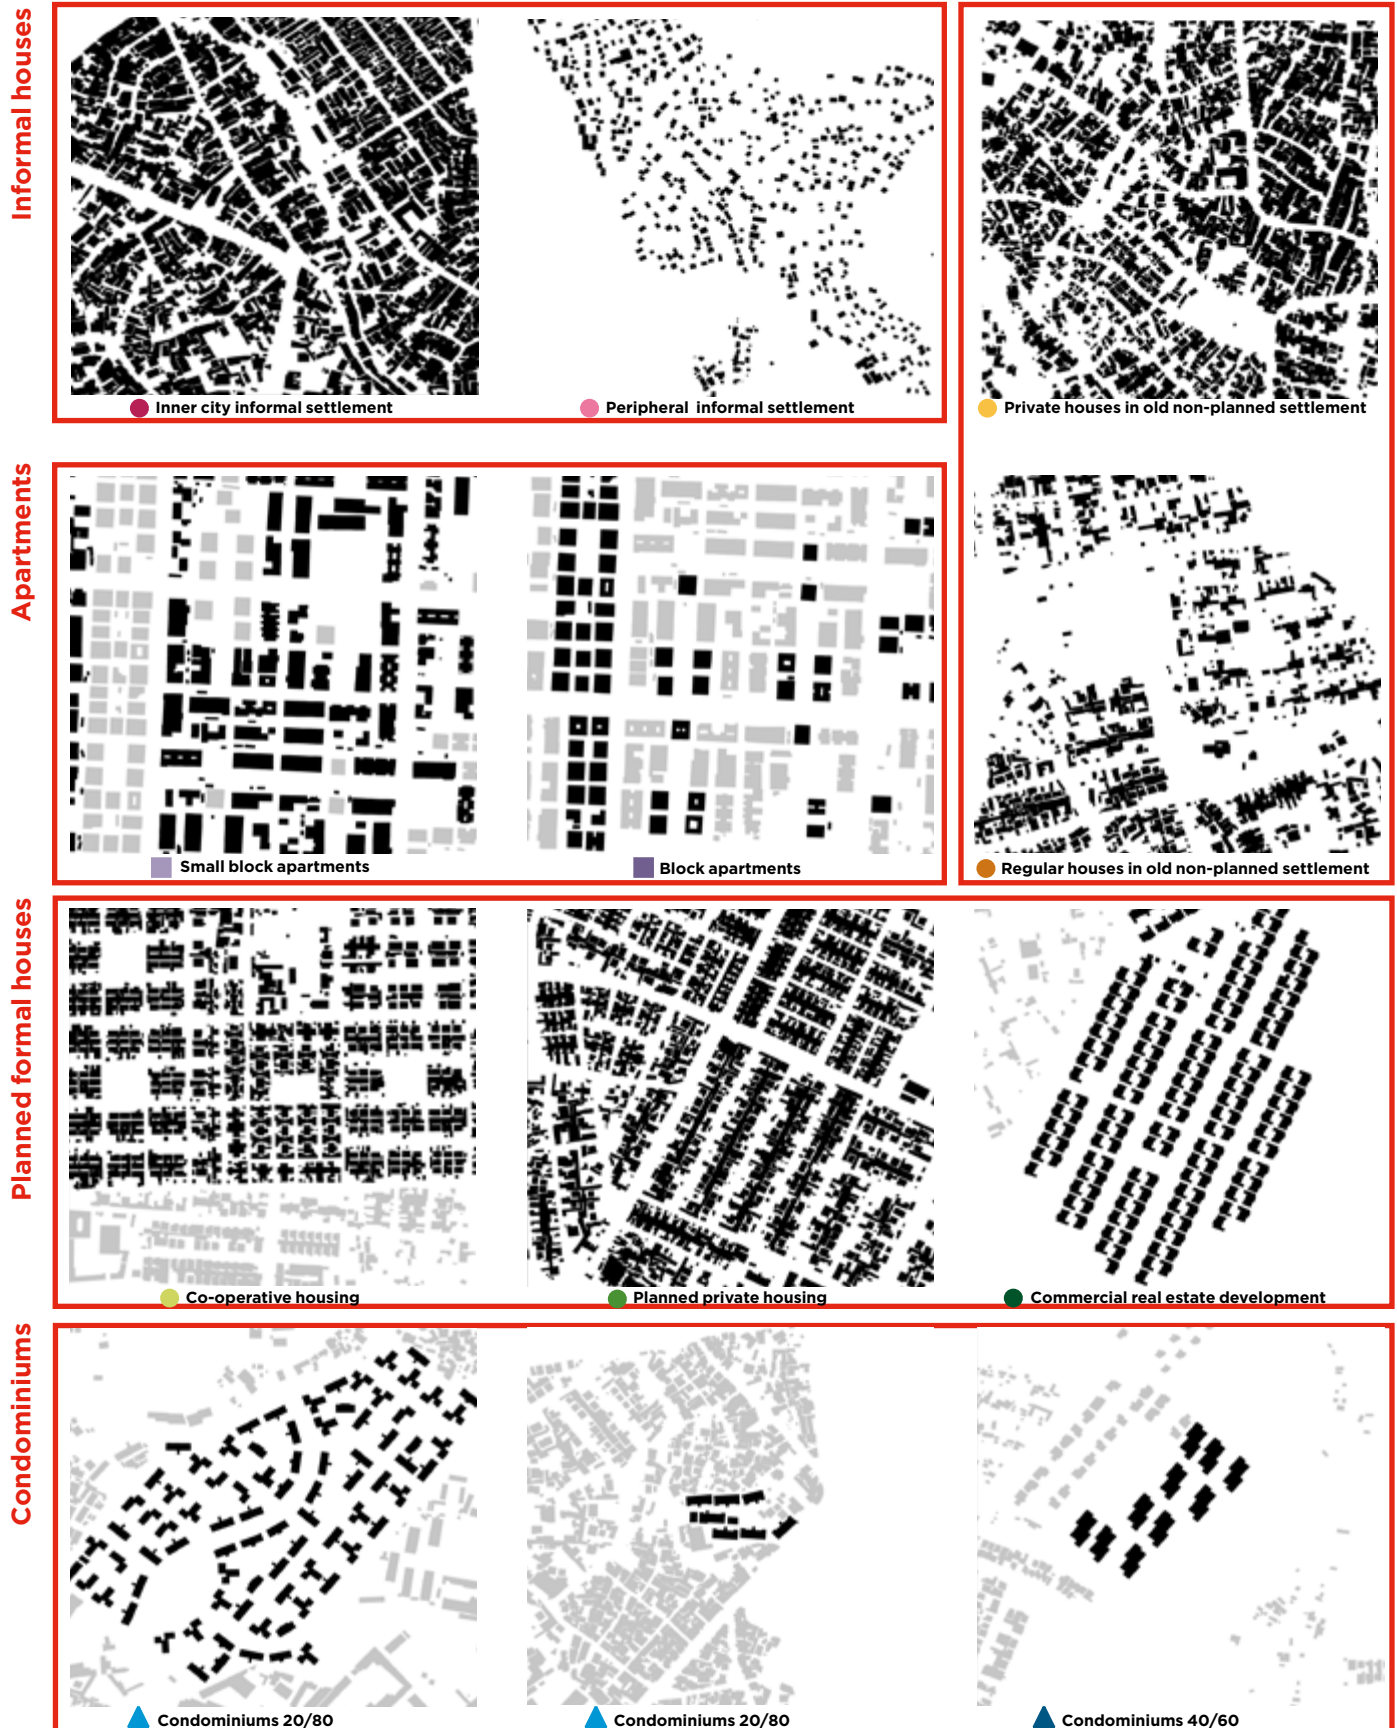 Informal houses
Inner city informal settlement
Peripheral informal settlement
Private houses in old non-planned settlement
Apartments
Small block apartments
Block apartments
Regular houses in old non-planned settlement
Planned formal houses
Co-operative housing
Planned private housing
Commercial real estate development
Condominiums
Condominiums 20/80
Condominiums 20/80
Condominiums 40/60